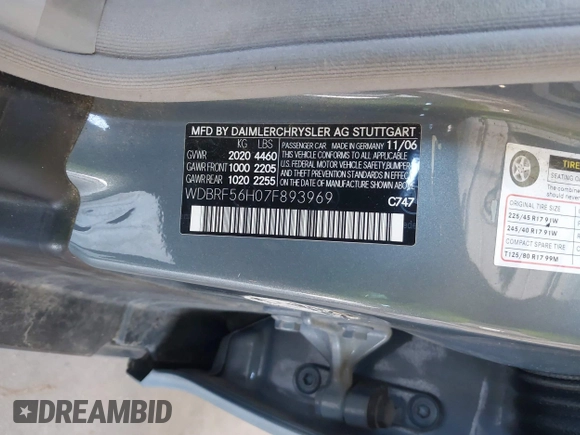 MFD BY DAIMLERCHRYSLER AG STUTTGART
KG LBS
GVWR 2020 4460
GAWR FRONT 1000 2205
GAWR REAR 1020 2255
PASSENGER CAR MADE IN GERMANY 11/06
THIS VEHICLE CONFORMS TO ALL APPLICABLE
U.S. FEDERAL MOTOR VEHICLE SAFETY, BUMPER
AND THEFT PREVENTION STANDARDS IN
EFFECT ON THE DATE OF
MANUFACTURE SHOWN ABOVE
WDBRF56H07F893969
C747
TIRE
SEATING CA
ORIGINAL TIRE SIZE
225/45 R17 91W
245/40 R17 91W
COMPACT SPARE TIRE
T125/80 R17 99M
DREAMBID